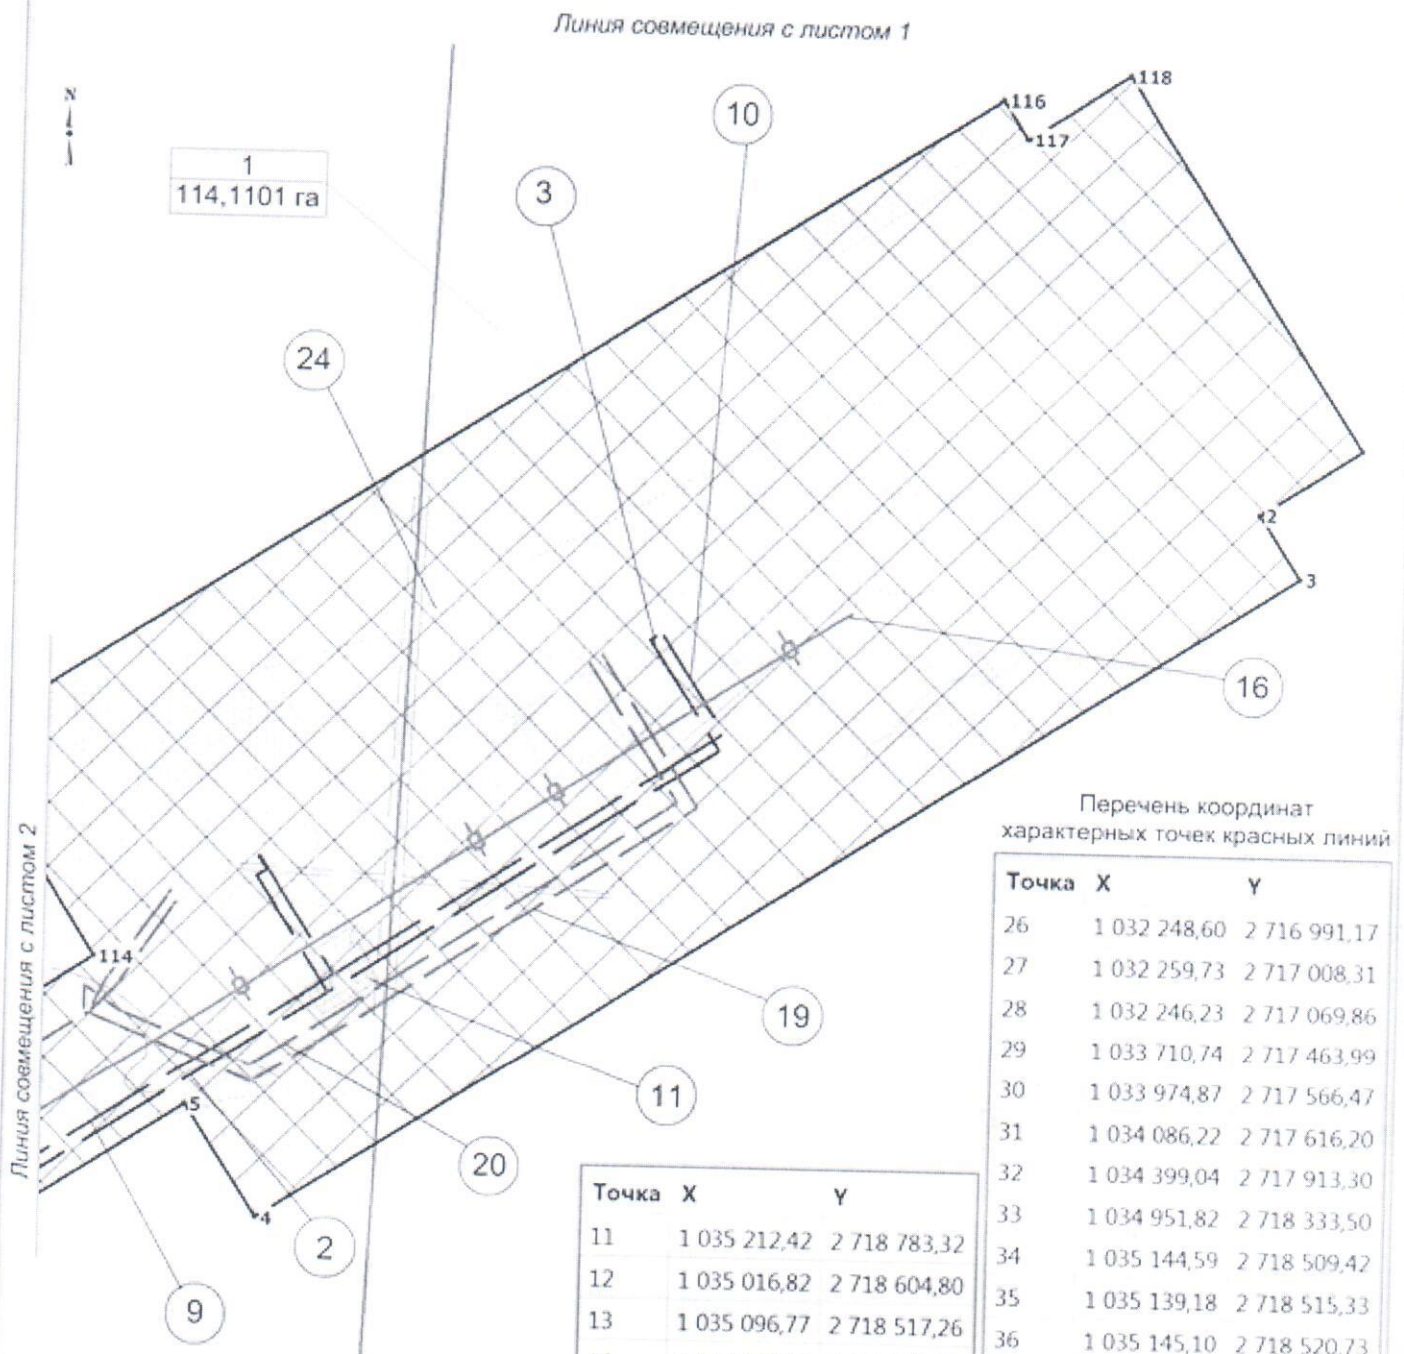 Линия совмещения с листом 1
N
1
114,1101 га
10
3
24
116
117
118
2
3
16
Линия совмещения с листом 2
114
5
4
19
11
20
2
9
Перечень координат
характерных точек красных линий
Точка X Y
26 1 032 248,60 2 716 991,17
27 1 032 259,73 2 717 008,31
28 1 032 246,23 2 717 069,86
29 1 033 710,74 2 717 463,99
30 1 033 974,87 2 717 566,47
31 1 034 086,22 2 717 616,20
32 1 034 399,04 2 717 913,30
33 1 034 951,82 2 718 333,50
34 1 035 144,59 2 718 509,42
35 1 035 139,18 2 718 515,33
36 1 035 145,10 2 718 520,73
Точка X Y
11 1 035 212,42 2 718 783,32
12 1 035 016,82 2 718 604,80
13 1 035 096,77 2 718 517,26